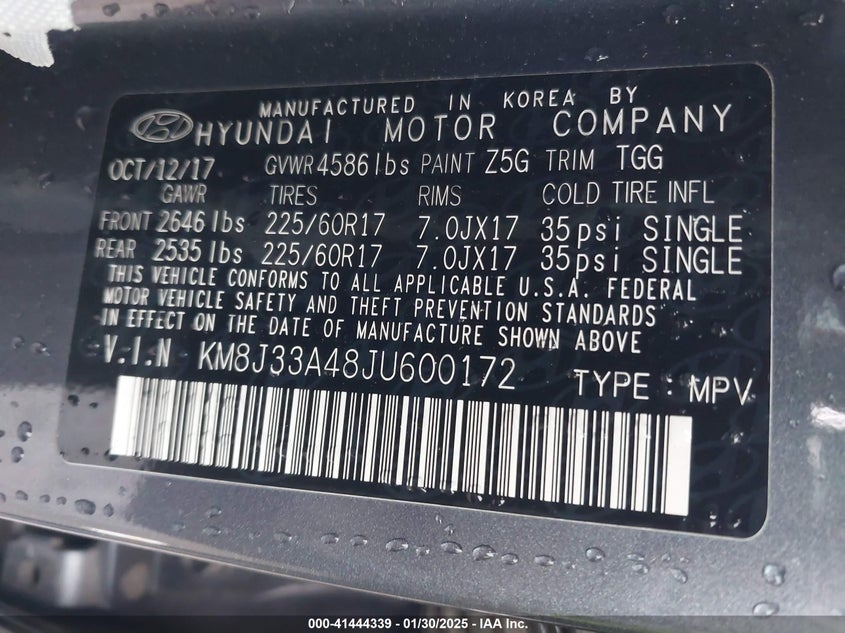 MANUFACTURED IN KOREA BY
HYUNDAI MOTOR COMPANY
OCT/12/17 GVWR 4586 lbs PAINT Z5G TRIM TGG
GAWR TIRES RIMS COLD TIRE INFL
FRONT 2646 lbs 225/60R17 7.0JX17 35psi SINGLE
REAR 2535 lbs 225/60R17 7.0JX17 35psi SINGLE
THIS VEHICLE CONFORMS TO ALL APPLICABLE U.S.A. FEDERAL
MOTOR VEHICLE SAFETY AND THEFT PREVENTION STANDARDS
IN EFFECT ON THE DATE OF MANUFACTURE SHOWN ABOVE
V.I.N KM8J33A48JU600172 TYPE : MPV
000-41444339 / 01/30/2025 / IAA Inc.